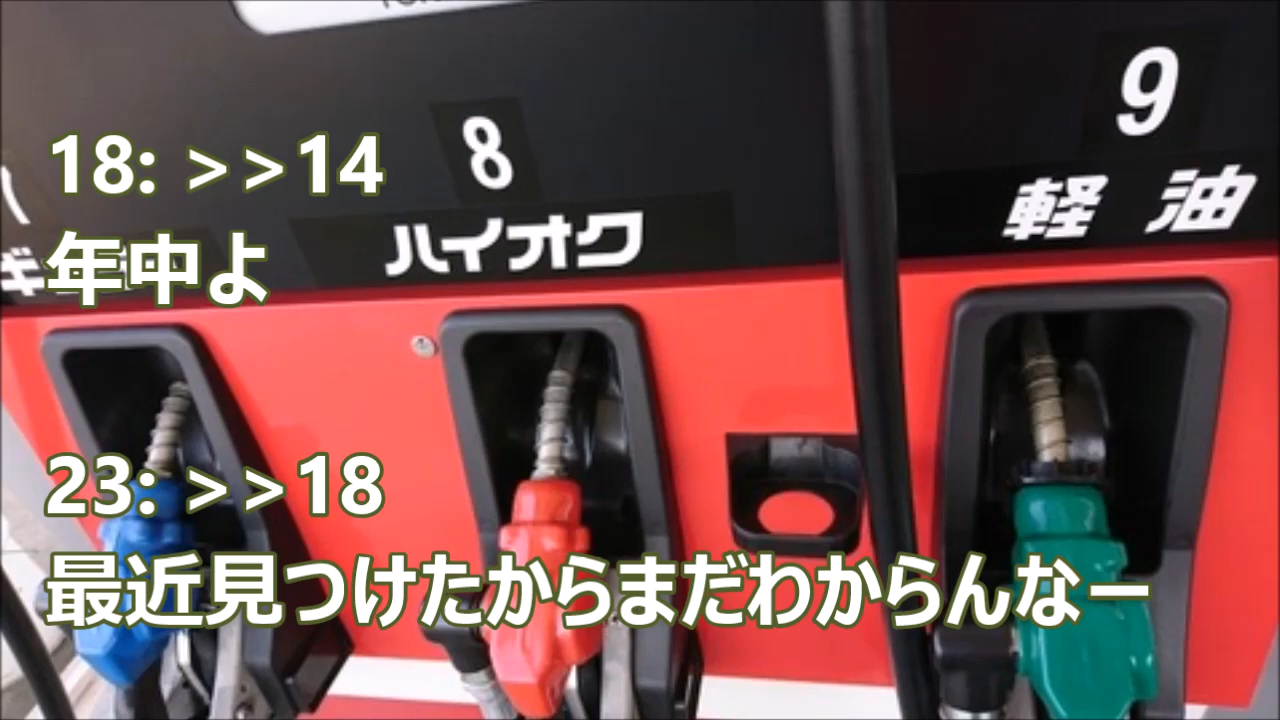 8
9
ハイオク
軽油
18: >>14
年中よ
23: >>18
最近見つけたからまだわからんなー